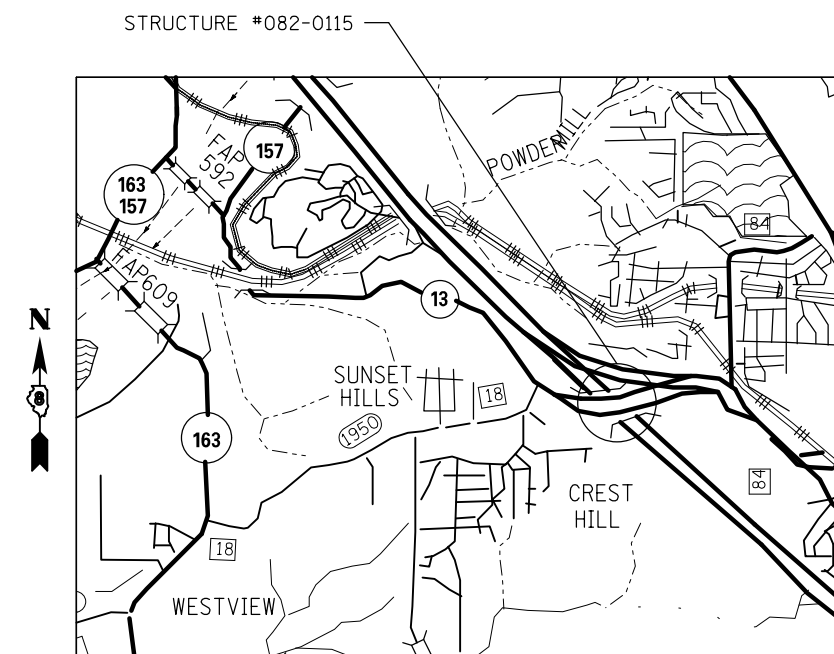 STRUCTURE #082-0115
POWDERMILL
FAP
592
157
163
157
84
FAP609
N
13
8
SUNSET
HILLS
18
1950
163
84
CREST
HILL
18
WESTVIEW